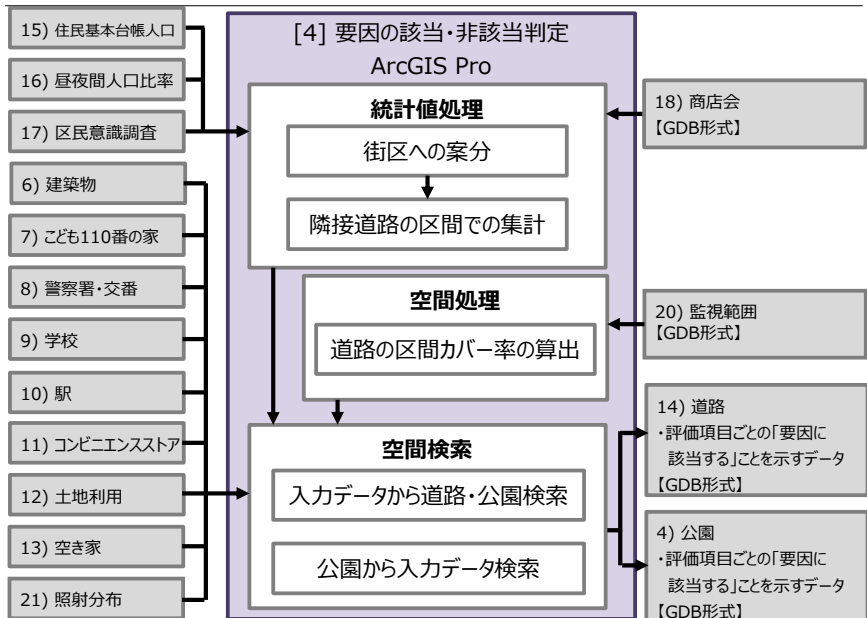 15) 住民基本台帳人口
16) 昼夜間人口比率
17) 区民意識調査
6) 建築物
7) こども110番の家
8) 警察署・交番
9) 学校
10) 駅
11) コンビニエンスストア
12) 土地利用
13) 空き家
21) 照射分布
[4] 要因の該当・非該当判定
ArcGIS Pro
統計値処理
街区への案分
隣接道路の区間での集計
空間処理
道路の区間カバー率の算出
空間検索
入力データから道路・公園検索
公園から入力データ検索
18) 商店会
【GDB形式】
20) 監視範囲
【GDB形式】
14) 道路
・評価項目ごとの「要因に
該当する」ことを示すデータ
【GDB形式】
4) 公園
・評価項目ごとの「要因に
該当する」ことを示すデータ
【GDB形式】